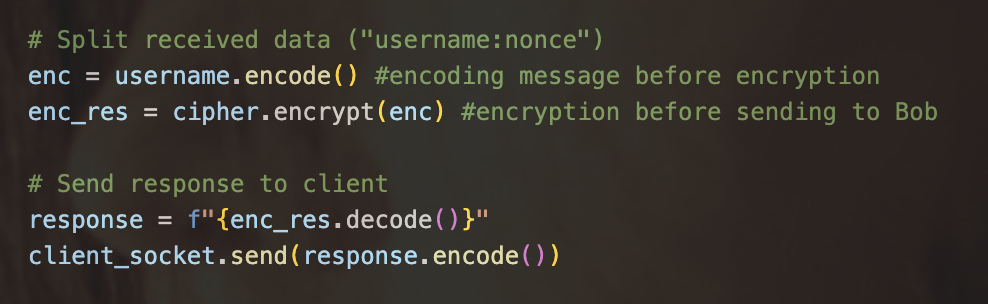 # Split received data ("username:nonce")
enc = username.encode() #encoding message before encryption
enc_res = cipher.encrypt(enc) #encryption before sending to Bob
# Send response to client
response = f"{enc_res.decode()}"
client_socket.send(response.encode())